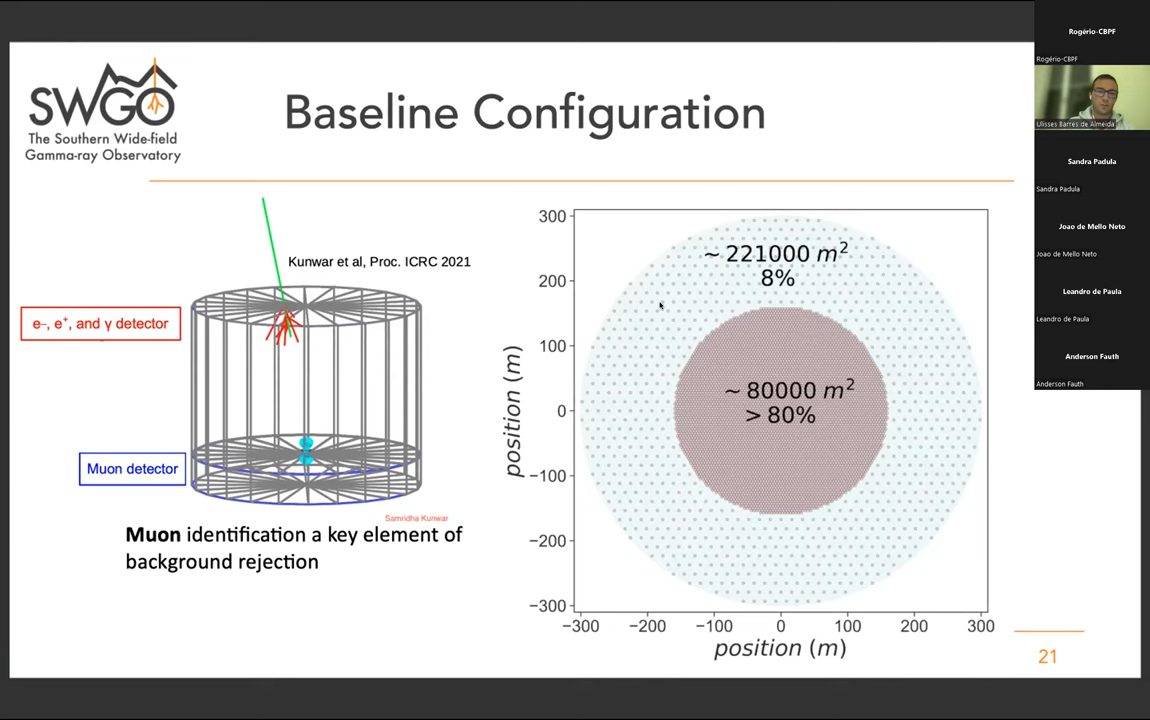 SWGO
The Southern Wide-field
Gamma-ray Observatory
Baseline Configuration
Kunwar et al, Proc. ICRC 2021
e-, e+, and γ detector
Muon detector
Samridha Kunwar
Muon identification a key element of
background rejection
~ 221000 m²
8%
~ 80000 m²
> 80%
position (m)
300
200
100
0
−100
−200
−300
−300 −200 −100 0 100 200 300
position (m)
21
Rogério-CBPF
Rogério-CBPF
Ulisses Barres de Almeida
Sandra Padula
Sandra Padula
Joao de Mello Neto
Joao de Mello Neto
Leandro de Paula
Leandro de Paula
Anderson Fauth
Anderson Fauth